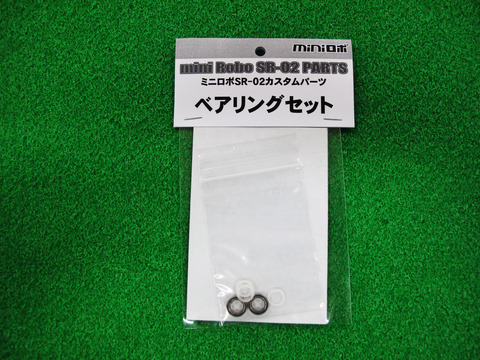 miniロボ
mini Robo SR-02 PARTS
ミニロボSR-02カスタムパーツ
ベアリングセット